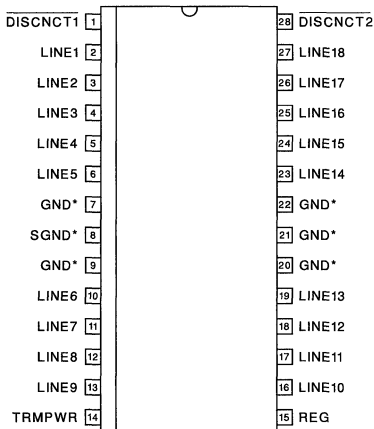 DISCNCT1 1 28 DISCNCT2
LINE1 2 27 LINE18
LINE2 3 26 LINE17
LINE3 4 25 LINE16
LINE4 5 24 LINE15
LINE5 6 23 LINE14
GND* 7 22 GND*
SGND* 8 21 GND*
GND* 9 20 GND*
LINE6 10 19 LINE13
LINE7 11 18 LINE12
LINE8 12 17 LINE11
LINE9 13 16 LINE10
TRMPWR 14 15 REG